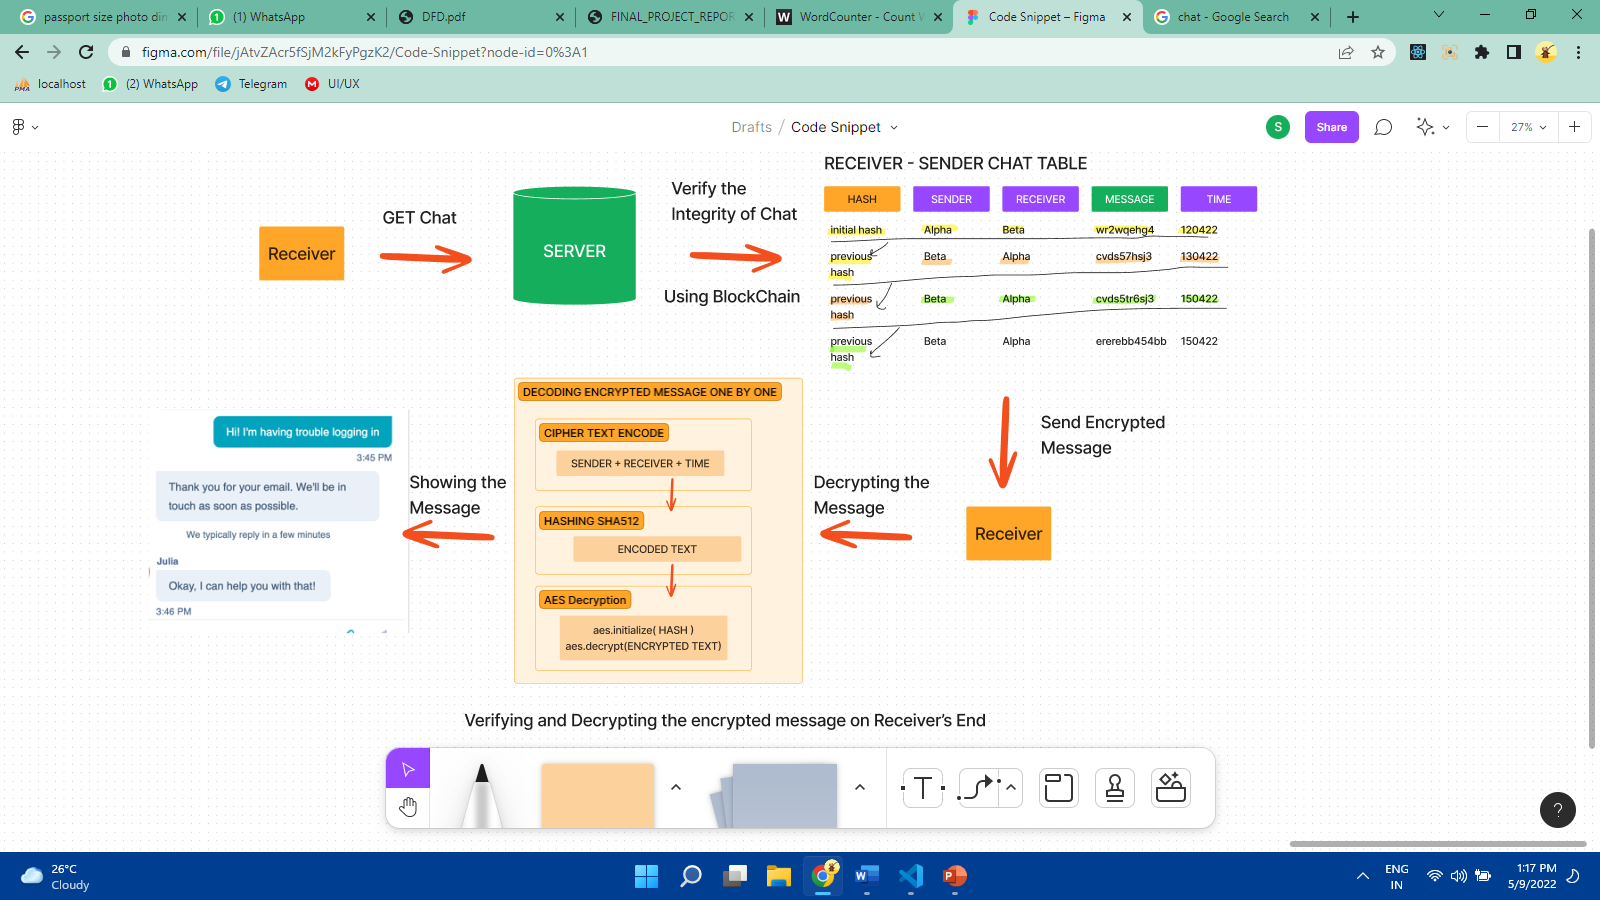 passport size photo din
(1) WhatsApp
DFD.pdf
FINAL_PROJECT_REPOR
WordCounter - Count W
Code Snippet – Figma
chat - Google Search
figma.com/file/jAtvZAcr5fSjM2kFyPgzK2/Code-Snippet?node-id=0%3A1
localhost
(2) WhatsApp
Telegram
UI/UX
Drafts / Code Snippet
S
Share
27%
RECEIVER - SENDER CHAT TABLE
HASH SENDER RECEIVER MESSAGE TIME
initial hash Alpha Beta wr2wqehg4 120422
previous hash Beta Alpha cvds57hsj3 130422
previous hash Beta Alpha cvds5tr6sj3 150422
previous hash Beta Alpha ererebb454bb 150422
Receiver
GET Chat
SERVER
Verify the
Integrity of Chat
Using BlockChain
Send Encrypted
Message
Receiver
Decrypting the
Message
DECODING ENCRYPTED MESSAGE ONE BY ONE
CIPHER TEXT ENCODE
SENDER + RECEIVER + TIME
HASHING SHA512
ENCODED TEXT
AES Decryption
aes.initialize( HASH )
aes.decrypt(ENCRYPTED TEXT)
Showing the
Message
Hi! I'm having trouble logging in
3:45 PM
Thank you for your email. We'll be in
touch as soon as possible.
We typically reply in a few minutes
Julia
Okay, I can help you with that!
3:46 PM
Verifying and Decrypting the encrypted message on Receiver's End
T
?
26°C
Cloudy
ENG
IN
1:17 PM
5/9/2022